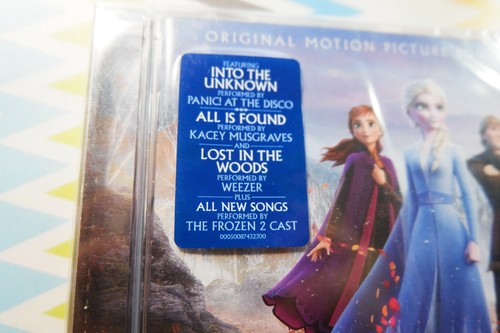 ORIGINAL MOTION PICTURE
FEATURING
INTO THE
UNKNOWN
PERFORMED BY
PANIC! AT THE DISCO
ALL IS FOUND
PERFORMED BY
KACEY MUSGRAVES
AND
LOST IN THE
WOODS
PERFORMED BY
WEEZER
PLUS
ALL NEW SONGS
PERFORMED BY
THE FROZEN 2 CAST
00050087432700